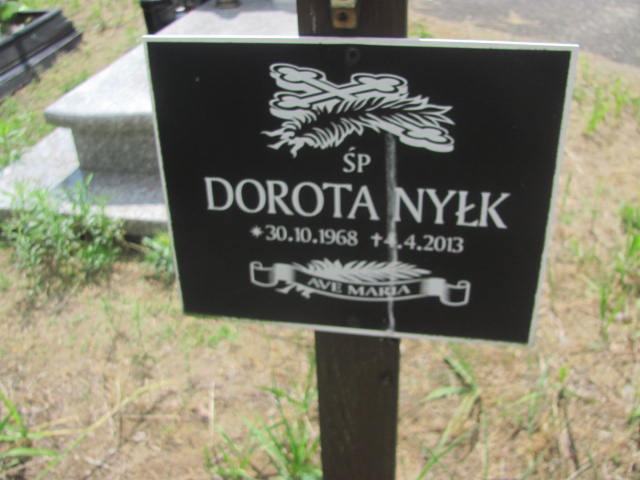 ŚP
DOROTA NYŁK
*30.10.1968 †4.4.2013
AVE MARIA